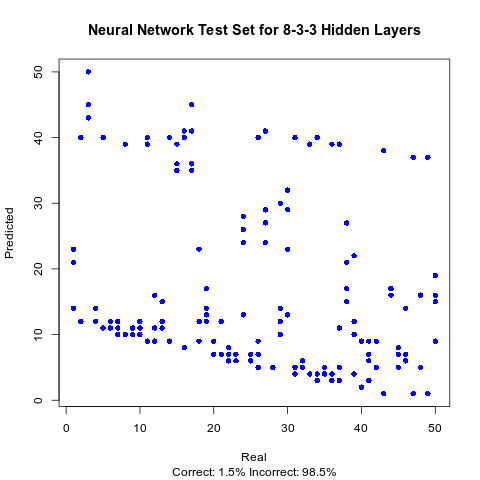 Neural Network Test Set for 8-3-3 Hidden Layers
50
40
30
20
10
0
Predicted
0 10 20 30 40 50
Real
Correct: 1.5% Incorrect: 98.5%